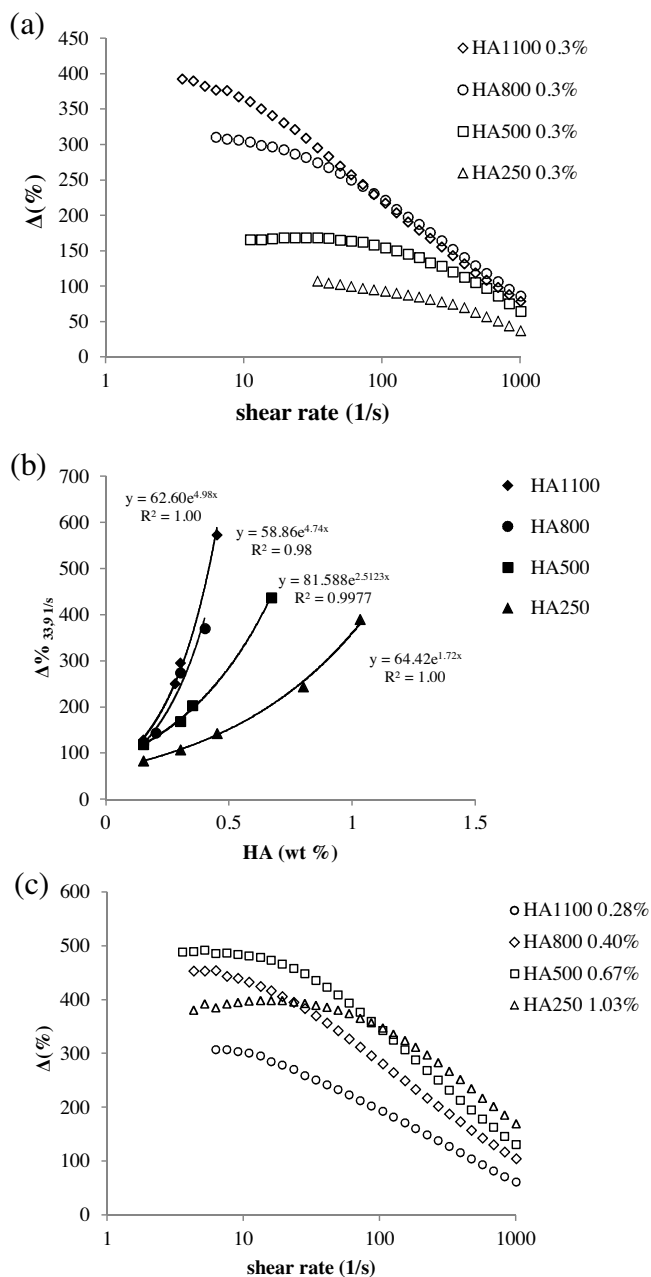 (a)
450
400
350
300
250
200
150
100
50
0
Δ(%)
1
10
100
1000
shear rate (1/s)
HA1100 0.3%
HA800 0.3%
HA500 0.3%
HA250 0.3%
(b)
700
600
500
400
300
200
100
0
Δ% 33,9 1/s
0
0.5
1
1.5
HA (wt %)
y = 62.60e^4.98x
R² = 1.00
y = 58.86e^4.74x
R² = 0.98
y = 81.588e^2.5123x
R² = 0.9977
y = 64.42e^1.72x
R² = 1.00
HA1100
HA800
HA500
HA250
(c)
600
500
400
300
200
100
0
Δ(%)
1
10
100
1000
shear rate (1/s)
HA1100 0.28%
HA800 0.40%
HA500 0.67%
HA250 1.03%